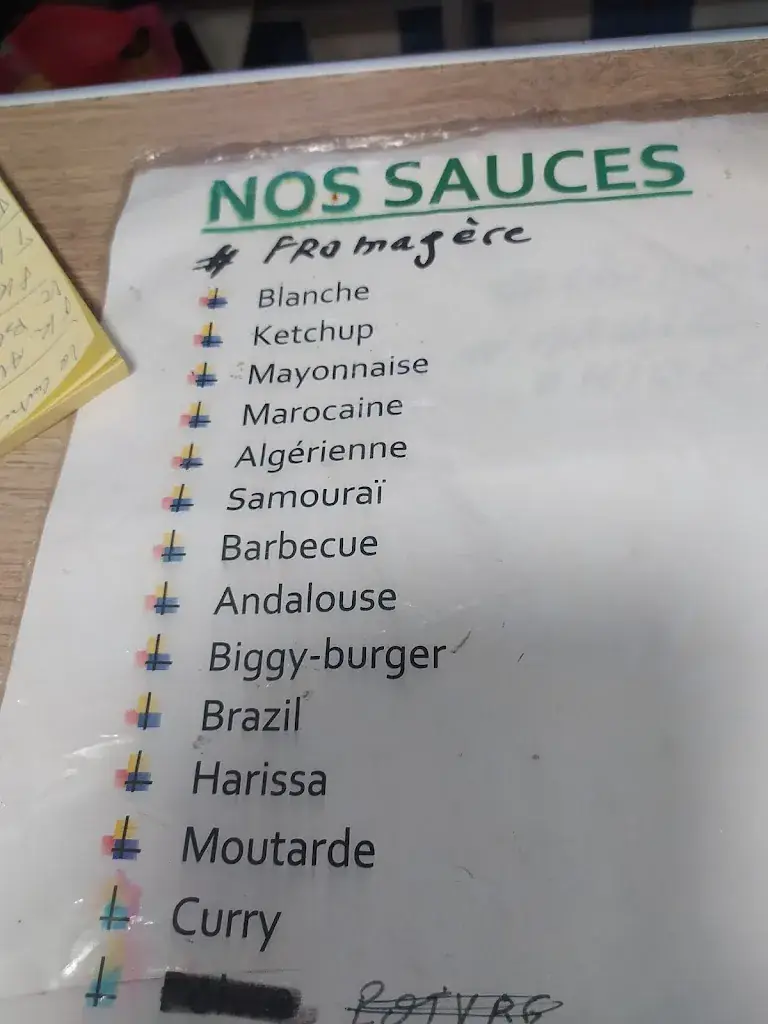 NOS SAUCES
# FROmagère
Blanche
Ketchup
Mayonnaise
Marocaine
Algérienne
Samouraï
Barbecue
Andalouse
Biggy-burger
Brazil
Harissa
Moutarde
Curry